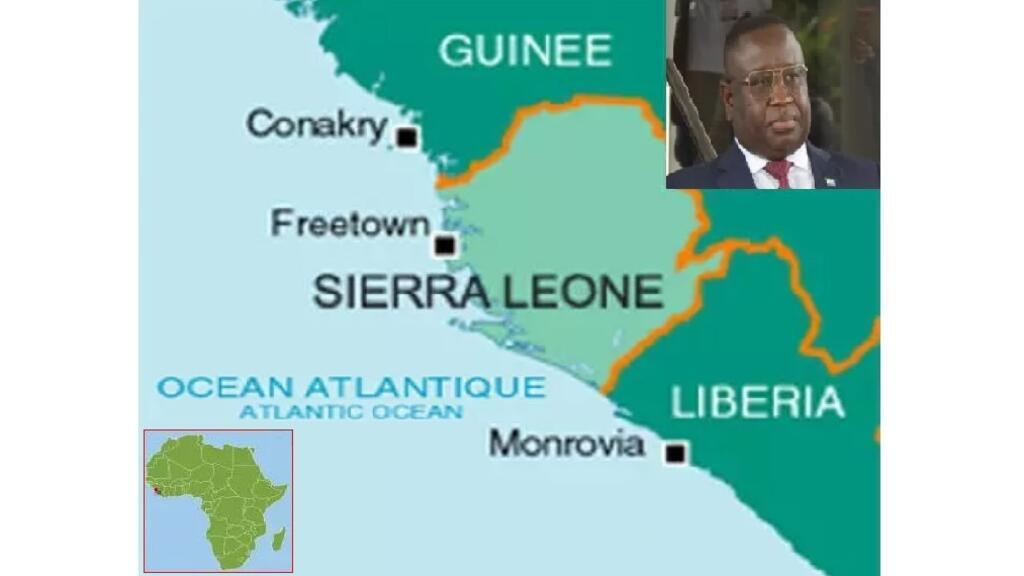 GUINEE
Conakry
Freetown
SIERRA LEONE
OCEAN ATLANTIQUE
ATLANTIC OCEAN
LIBERIA
Monrovia